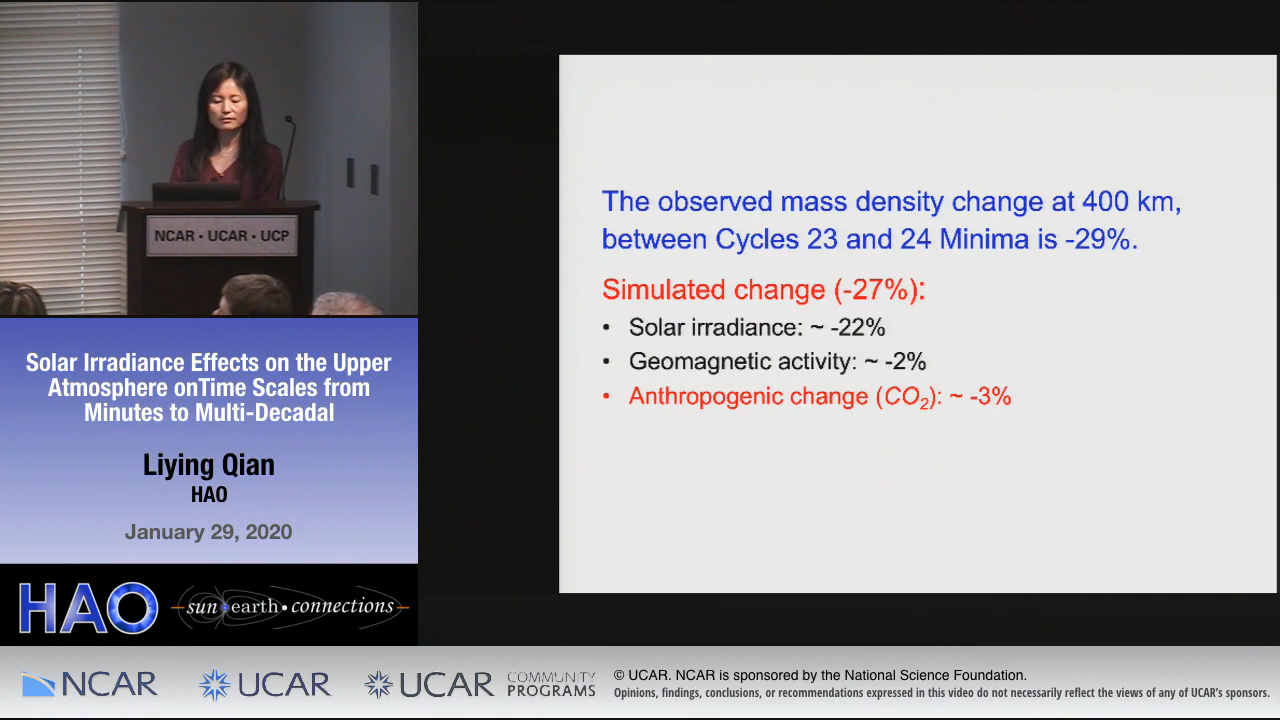 NCAR • UCAR • UCP
The observed mass density change at 400 km,
between Cycles 23 and 24 Minima is -29%.
Simulated change (-27%):
• Solar irradiance: ~ -22%
• Geomagnetic activity: ~ -2%
• Anthropogenic change (CO₂): ~ -3%
Solar Irradiance Effects on the Upper
Atmosphere onTime Scales from
Minutes to Multi-Decadal
Liying Qian
HAO
January 29, 2020
HAO
sun•earth•connections
NCAR
UCAR
UCAR
COMMUNITY
PROGRAMS
© UCAR. NCAR is sponsored by the National Science Foundation.
Opinions, findings, conclusions, or recommendations expressed in this video do not necessarily reflect the views of any of UCAR's sponsors.